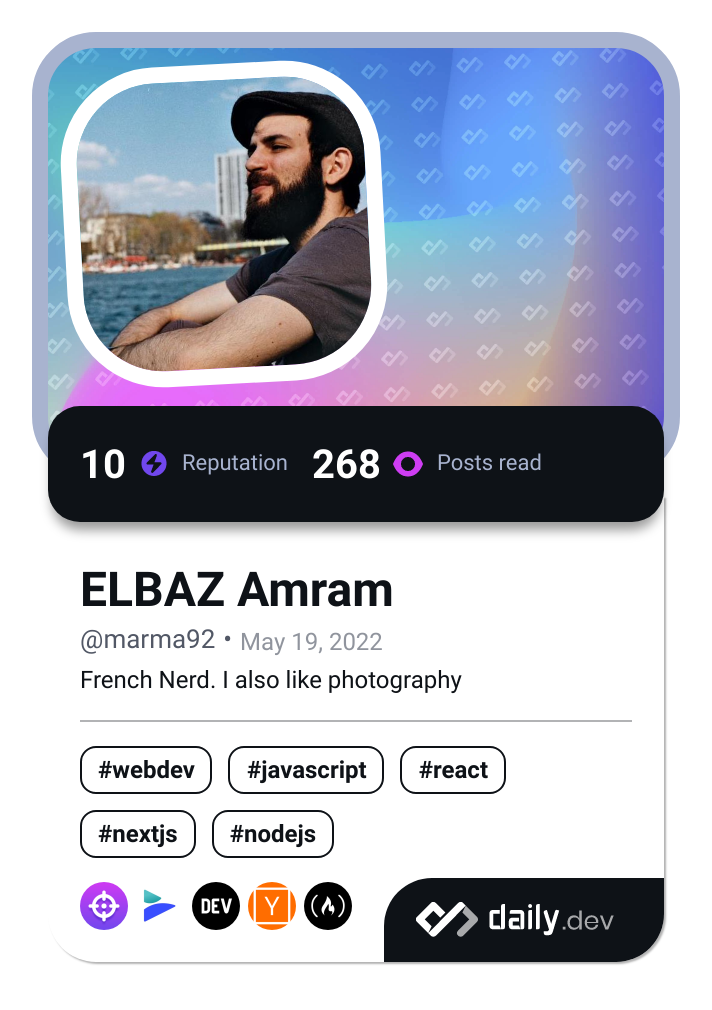 10 Reputation 268 Posts read
ELBAZ Amram
@marma92 • May 19, 2022
French Nerd. I also like photography
#webdev #javascript #react
#nextjs #nodejs
DEV Y daily.dev